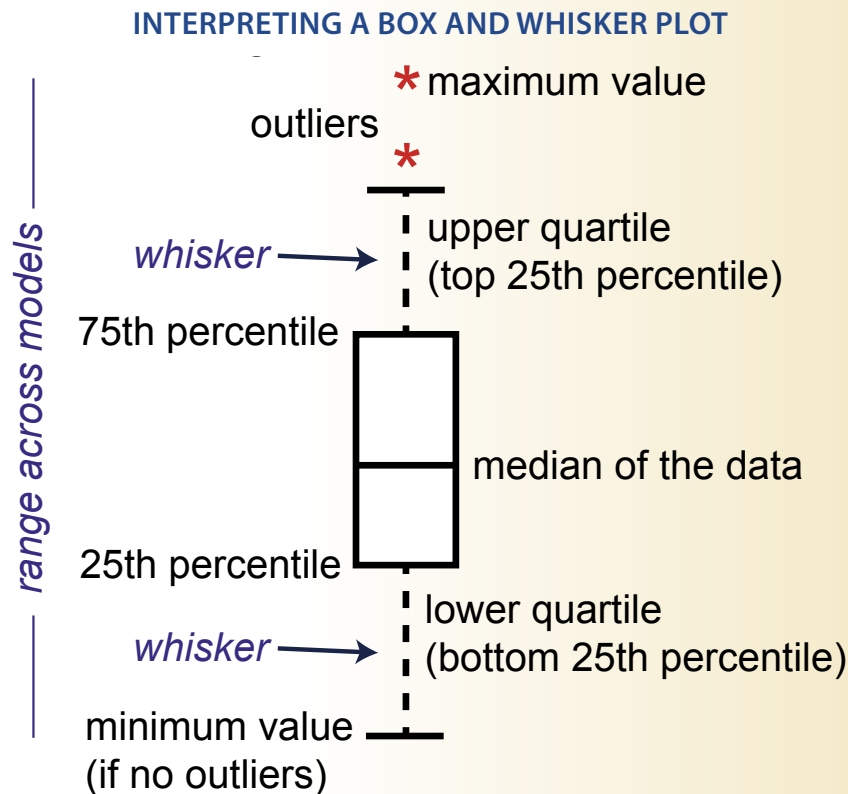 INTERPRETING A BOX AND WHISKER PLOT
* maximum value
outliers
*
whisker
upper quartile
(top 25th percentile)
75th percentile
range across models
median of the data
25th percentile
lower quartile
(bottom 25th percentile)
whisker
minimum value
(if no outliers)